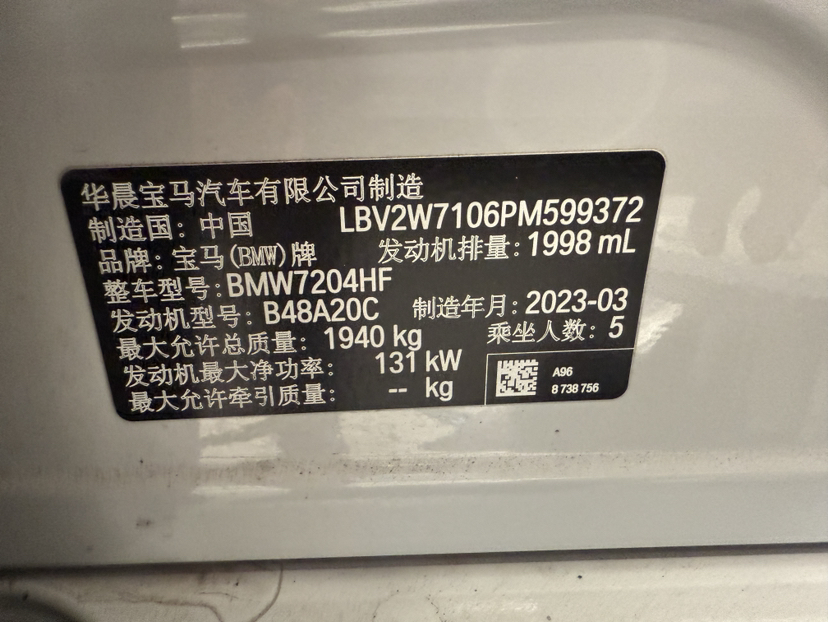 华晨宝马汽车有限公司制造
制造国: 中国 LBV2W7106PM599372
品牌: 宝马(BMW)牌 发动机排量: 1998 mL
整车型号: BMW7204HF
发动机型号: B48A20C 制造年月: 2023-03
最大允许总质量: 1940 kg 乘坐人数: 5
发动机最大净功率: 131 kW
最大允许牵引质量: -- kg
A96
8 738 756